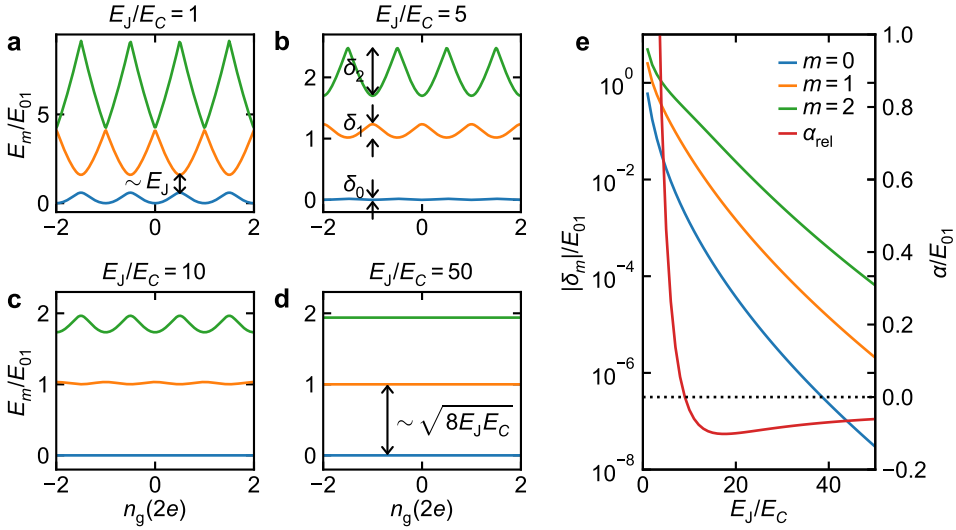 a
E_J/E_C = 1
E_m/E_01
5
0
∼ E_J
−2
0
2
b
E_J/E_C = 5
2
1
0
δ_2
δ_1
δ_0
−2
0
2
c
E_J/E_C = 10
E_m/E_01
2
1
0
−2
0
2
n_g(2e)
d
E_J/E_C = 50
2
1
0
∼ √8E_JE_C
−2
0
2
n_g(2e)
e
m = 0
m = 1
m = 2
α_rel
|δ_m|/E_01
10^0
10^−2
10^−4
10^−6
10^−8
0
20
40
E_J/E_C
1.0
0.8
0.6
0.4
0.2
0.0
−0.2
α/E_01